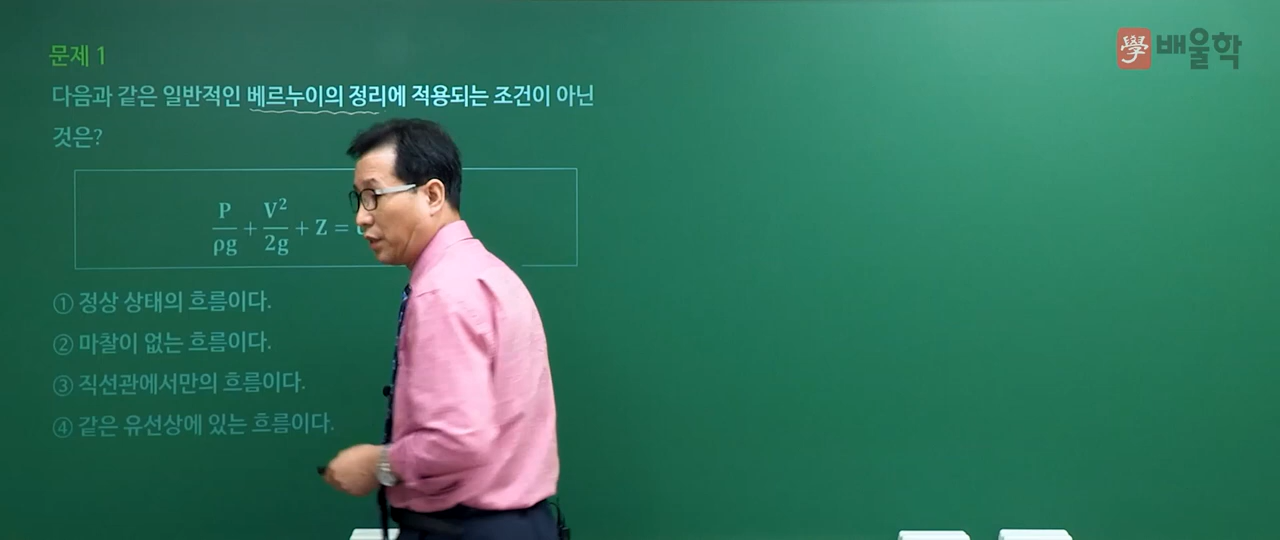 문제 1
學 배울학
다음과 같은 일반적인 베르누이의 정리에 적용되는 조건이 아닌
것은?
P/ρg + V²/2g + Z =
① 정상 상태의 흐름이다.
② 마찰이 없는 흐름이다.
③ 직선관에서만의 흐름이다.
④ 같은 유선상에 있는 흐름이다.